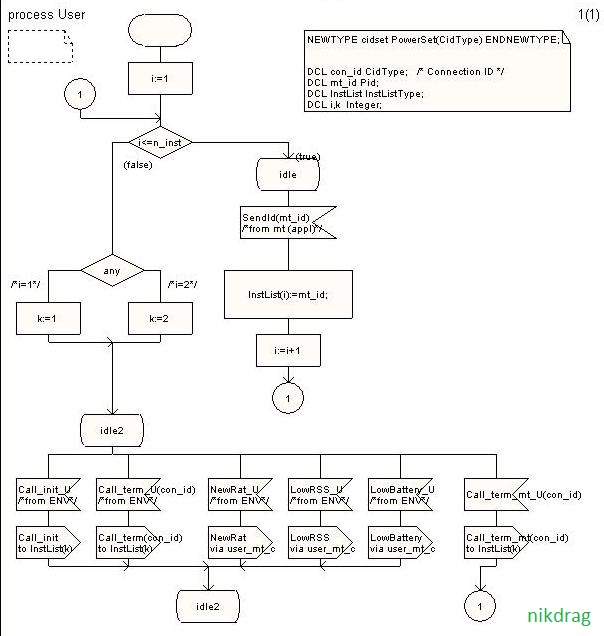 process User
1(1)
NEWTYPE cidset PowerSet(CidType) ENDNEWTYPE;
DCL con_id CidType; /* Connection ID */
DCL mt_id Pid;
DCL InstList InstListType;
DCL i,k Integer;
i:=1
1
i<=n_inst
(true)
(false)
idle
SendId(mt_id)
/*from mt (appl)*/
any
/*i=1*/
/*i=2*/
InstList(i):=mt_id;
k:=1
k:=2
i:=i+1
1
idle2
Call_init_U
/*from ENV*/
Call_term_U(con_id)
/*from ENV*/
NewRat_U
/*from ENV*/
LowRSS_U
/*from ENV*/
LowBattery_U
/*from ENV*/
Call_term_mt_U(con_id)
Call_init
to InstList(k)
Call_term(con_id)
to InstList(k)
NewRat
via user_mt_c
LowRSS
via user_mt_c
LowBattery
via user_mt_c
Call_term_mt(con_id)
to InstList(k)
idle2
1
nikdrag